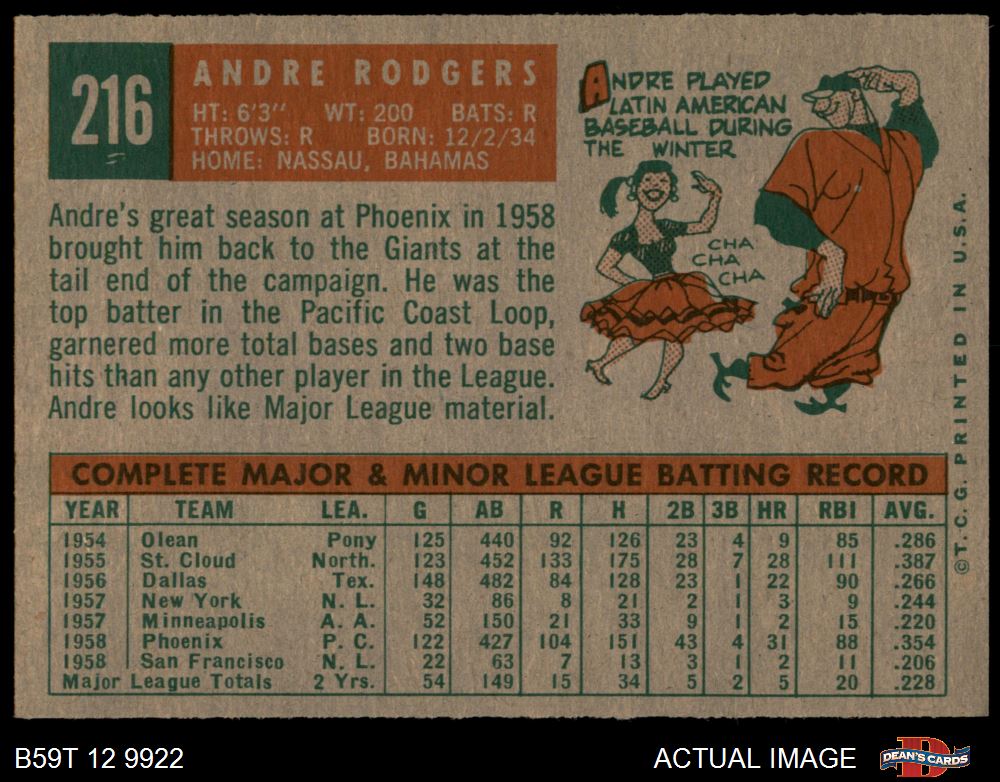 216
ANDRE RODGERS
HT: 6'3" WT: 200 BATS: R
THROWS: R BORN: 12/2/34
HOME: NASSAU, BAHAMAS
Andre's great season at Phoenix in 1958
brought him back to the Giants at the
tail end of the campaign. He was the
top batter in the Pacific Coast Loop,
garnered more total bases and two base
hits than any other player in the League.
Andre looks like Major League material.
ANDRE PLAYED
LATIN AMERICAN
BASEBALL DURING
THE WINTER
CHA
CHA
CHA
©T. C. G. PRINTED IN U.S.A.
COMPLETE MAJOR & MINOR LEAGUE BATTING RECORD
YEAR TEAM LEA. G AB R H 2B 3B HR RBI AVG.
1954 Olean Pony 125 440 92 126 23 4 9 85 .286
1955 St. Cloud North. 123 452 133 175 28 7 28 111 .387
1956 Dallas Tex. 148 482 84 128 23 1 22 90 .266
1957 New York N. L. 32 86 8 21 2 1 3 9 .244
1957 Minneapolis A. A. 52 150 21 33 9 1 2 15 .220
1958 Phoenix P. C. 122 427 104 151 43 4 31 88 .354
1958 San Francisco N. L. 22 63 7 13 3 1 2 11 .206
Major League Totals 2 Yrs. 54 149 15 34 5 2 5 20 .228
B59T 12 9922
ACTUAL IMAGE
DEAN'S CARDS